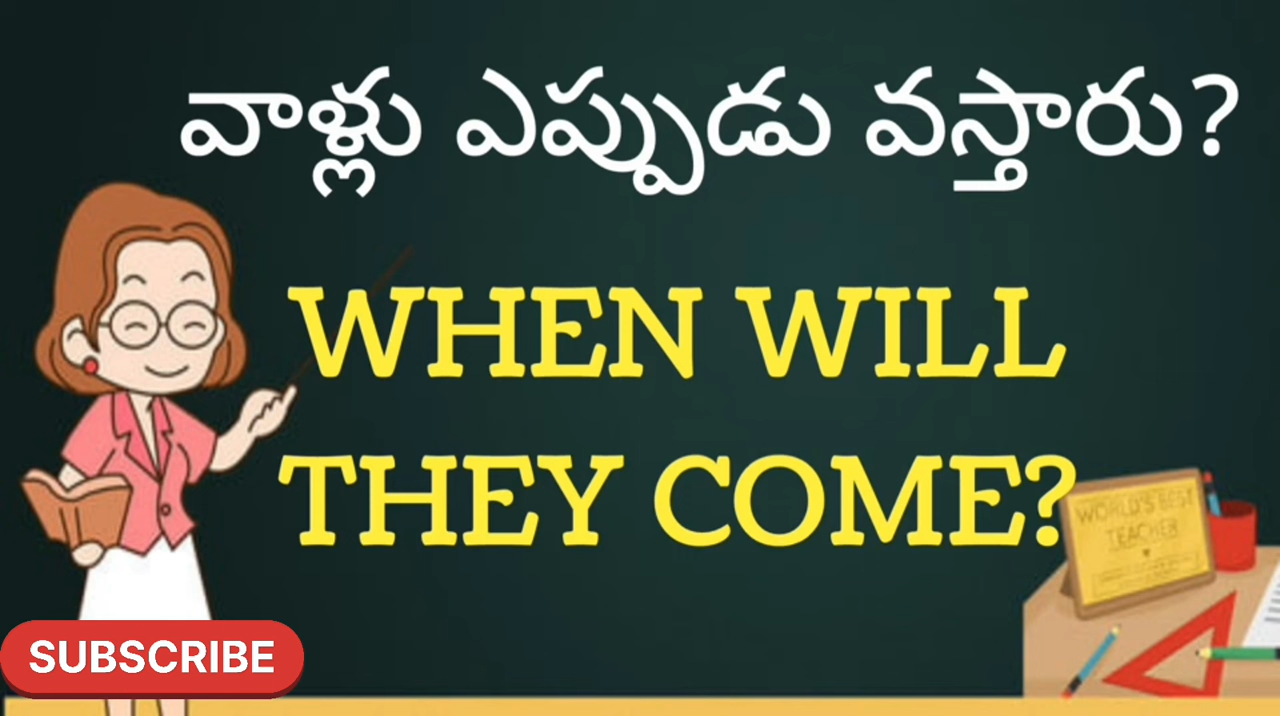 వాళ్లు ఎప్పుడు వస్తారు?
WHEN WILL
THEY COME?
WORLD'S BEST
TEACHER
SUBSCRIBE